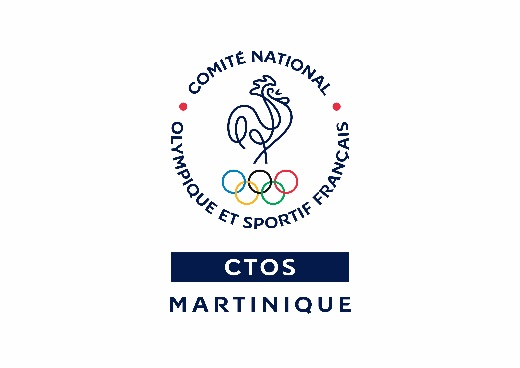 COMITÉ NATIONAL
OLYMPIQUE ET SPORTIF FRANÇAIS
CTOS
MARTINIQUE